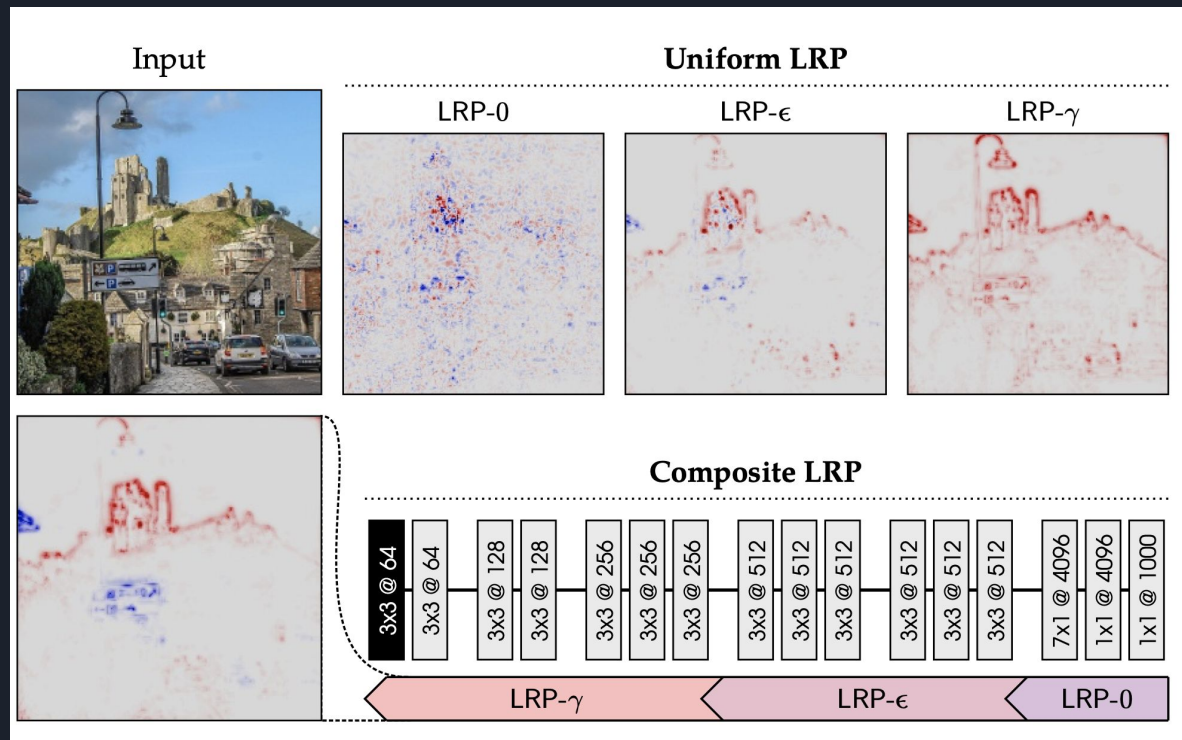 Input
Uniform LRP
LRP-0
LRP-ϵ
LRP-γ
P
P
Composite LRP
3x3 @ 64
3x3 @ 64
3x3 @ 128
3x3 @ 128
3x3 @ 256
3x3 @ 256
3x3 @ 256
3x3 @ 512
3x3 @ 512
3x3 @ 512
3x3 @ 512
3x3 @ 512
3x3 @ 512
7x1 @ 4096
1x1 @ 4096
1x1 @ 1000
LRP-γ
LRP-ϵ
LRP-0